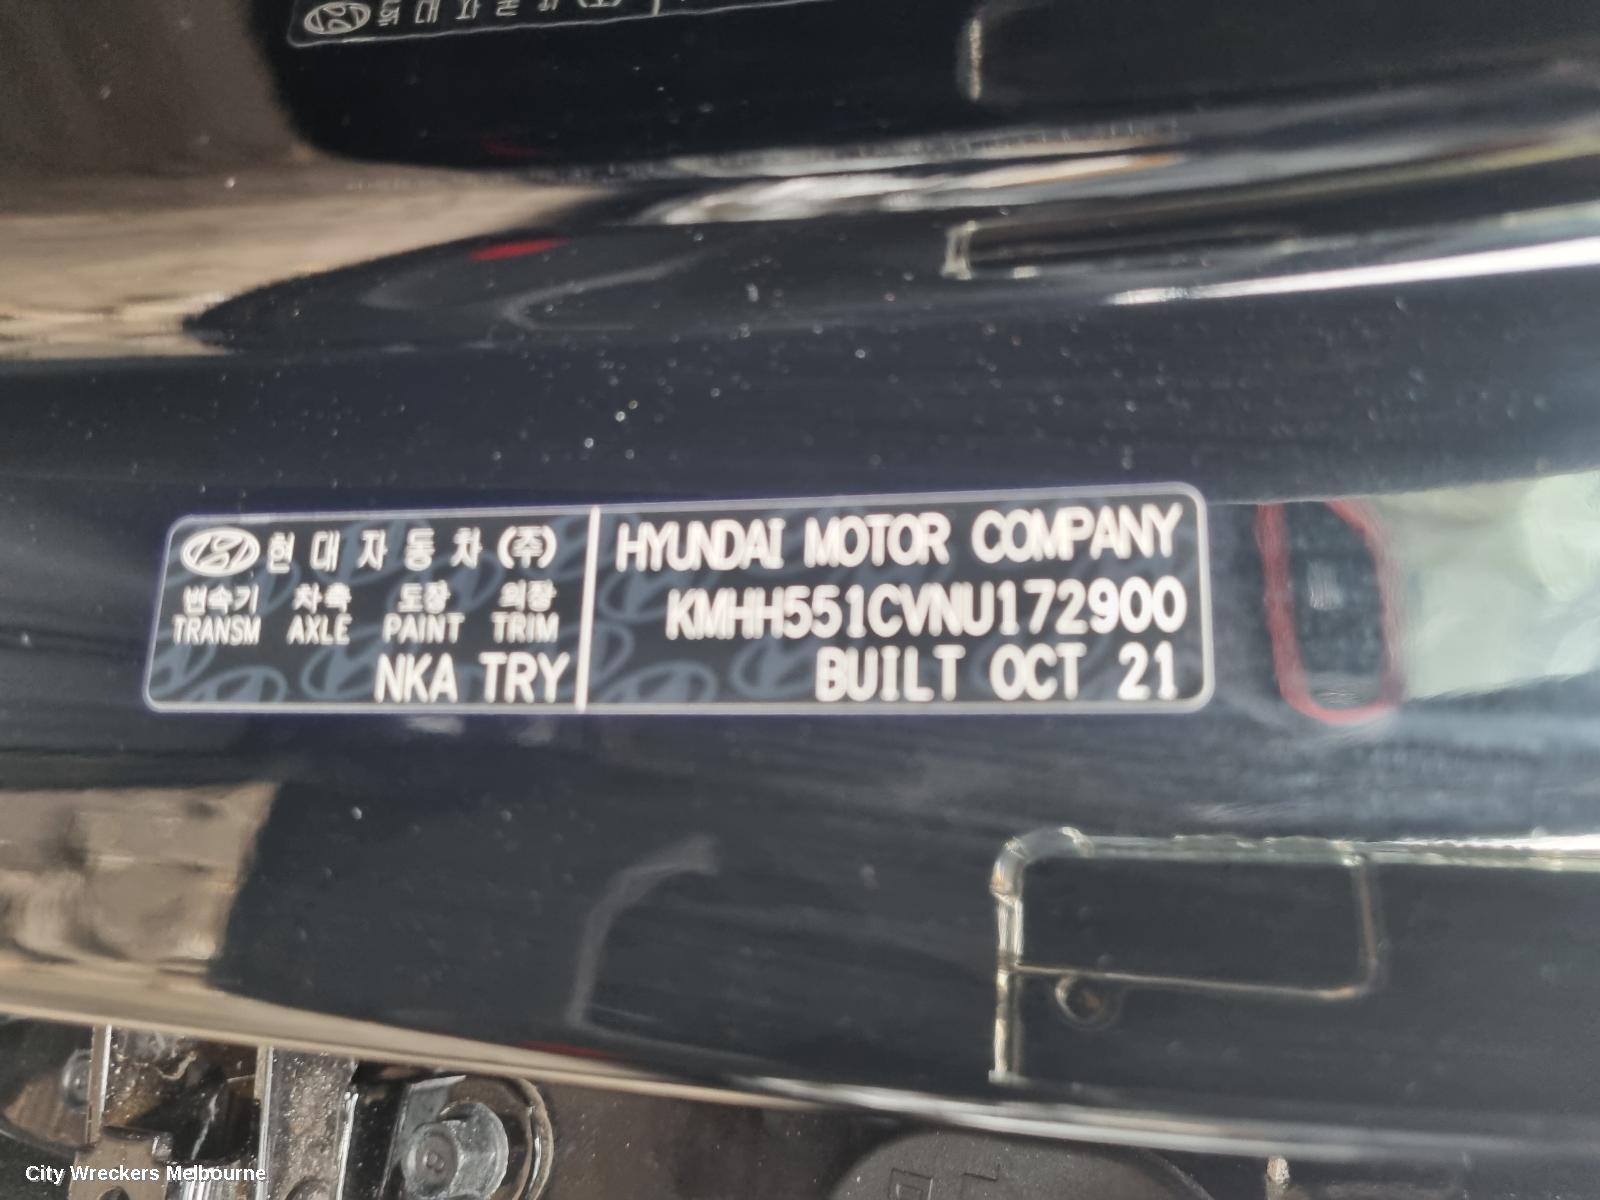 현대자동차(주)
변속기 차축 도장 의장
TRANSM AXLE PAINT TRIM
NKA TRY
HYUNDAI MOTOR COMPANY
KMHH551CVNU172900
BUILT OCT 21
City Wreckers Melbourne